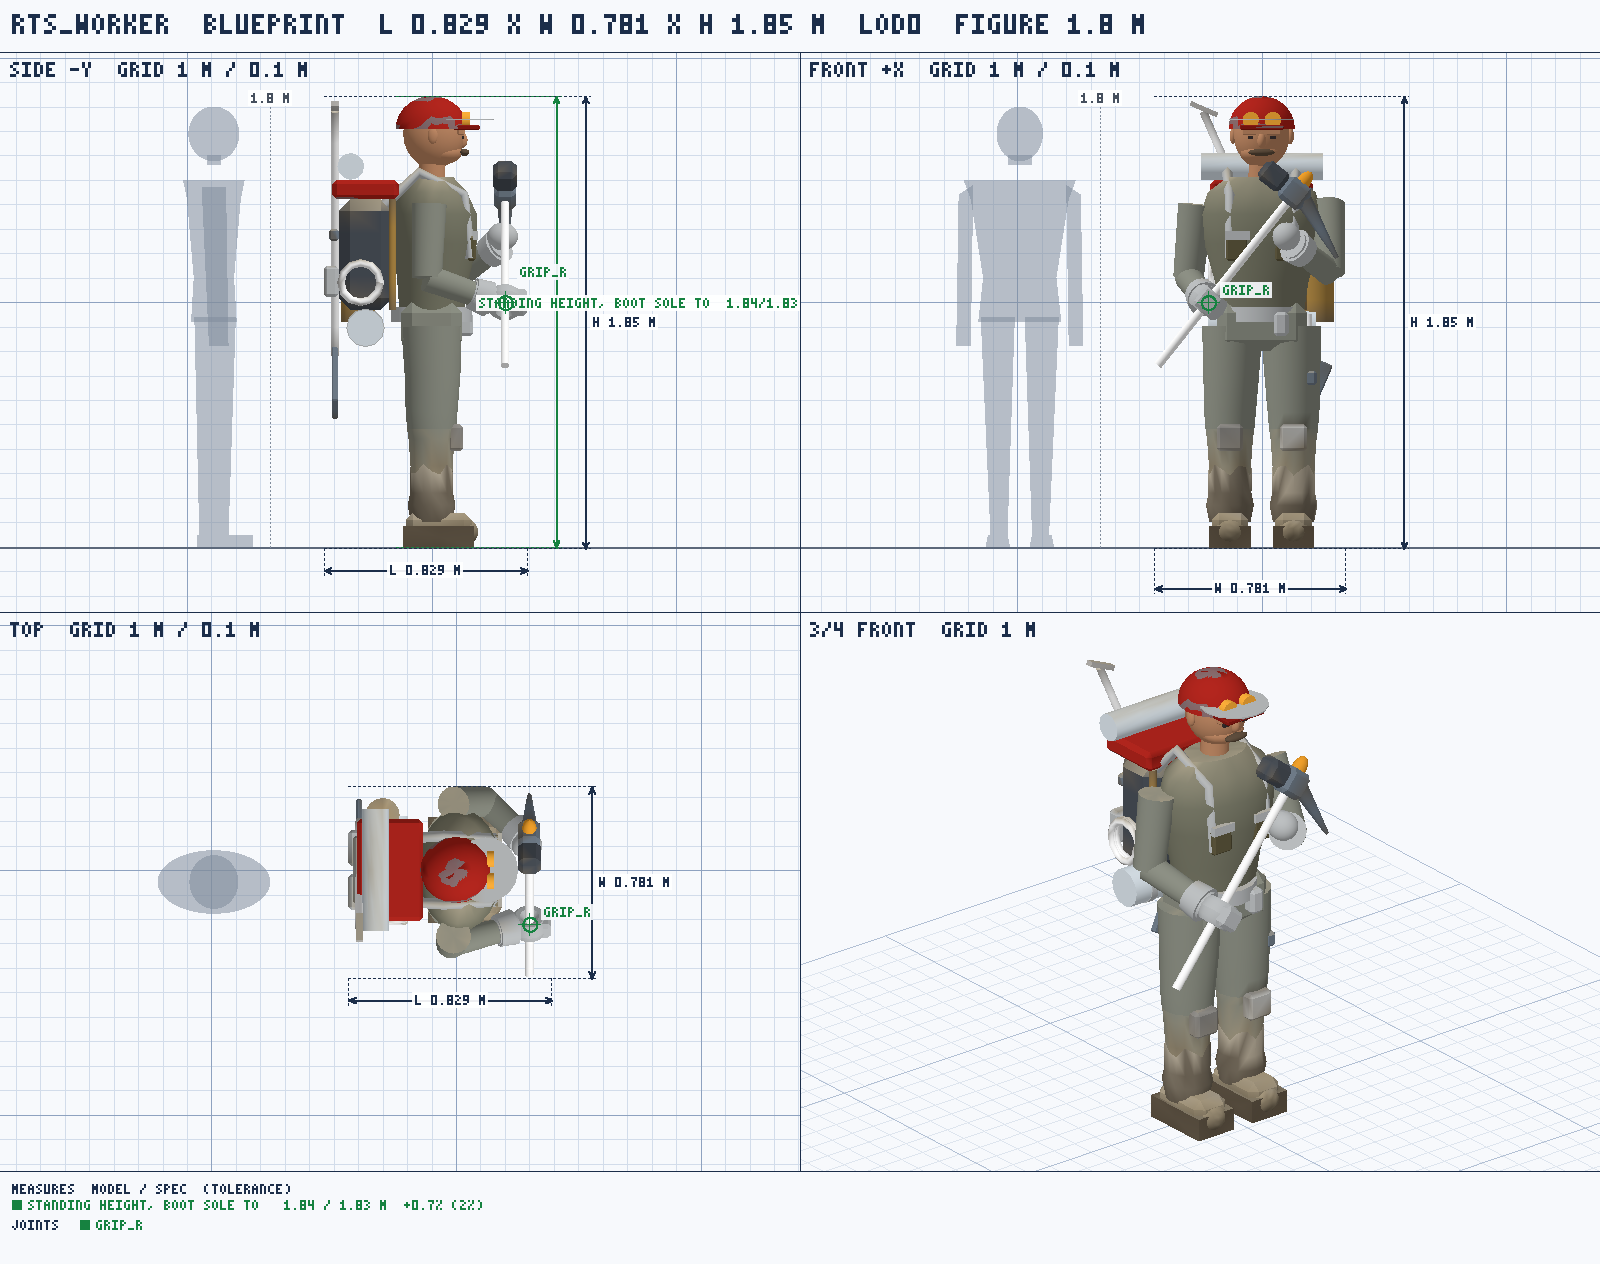 RTS_WORKER BLUEPRINT L 0.829 X W 0.781 X H 1.85 M LOD0 FIGURE 1.8 M
SIDE -Y GRID 1 M / 0.1 M
1.8 M
GRIP_R
STANDING HEIGHT, BOOT SOLE TO 1.84/1.83
H 1.85 M
L 0.829 M
FRONT +X GRID 1 M / 0.1 M
1.8 M
GRIP_R
H 1.85 M
W 0.781 M
TOP GRID 1 M / 0.1 M
W 0.781 M
GRIP_R
L 0.829 M
3/4 FRONT GRID 1 M
MEASURES MODEL / SPEC (TOLERANCE)
STANDING HEIGHT, BOOT SOLE TO 1.84 / 1.83 M +0.7% (2%)
JOINTS GRIP_R